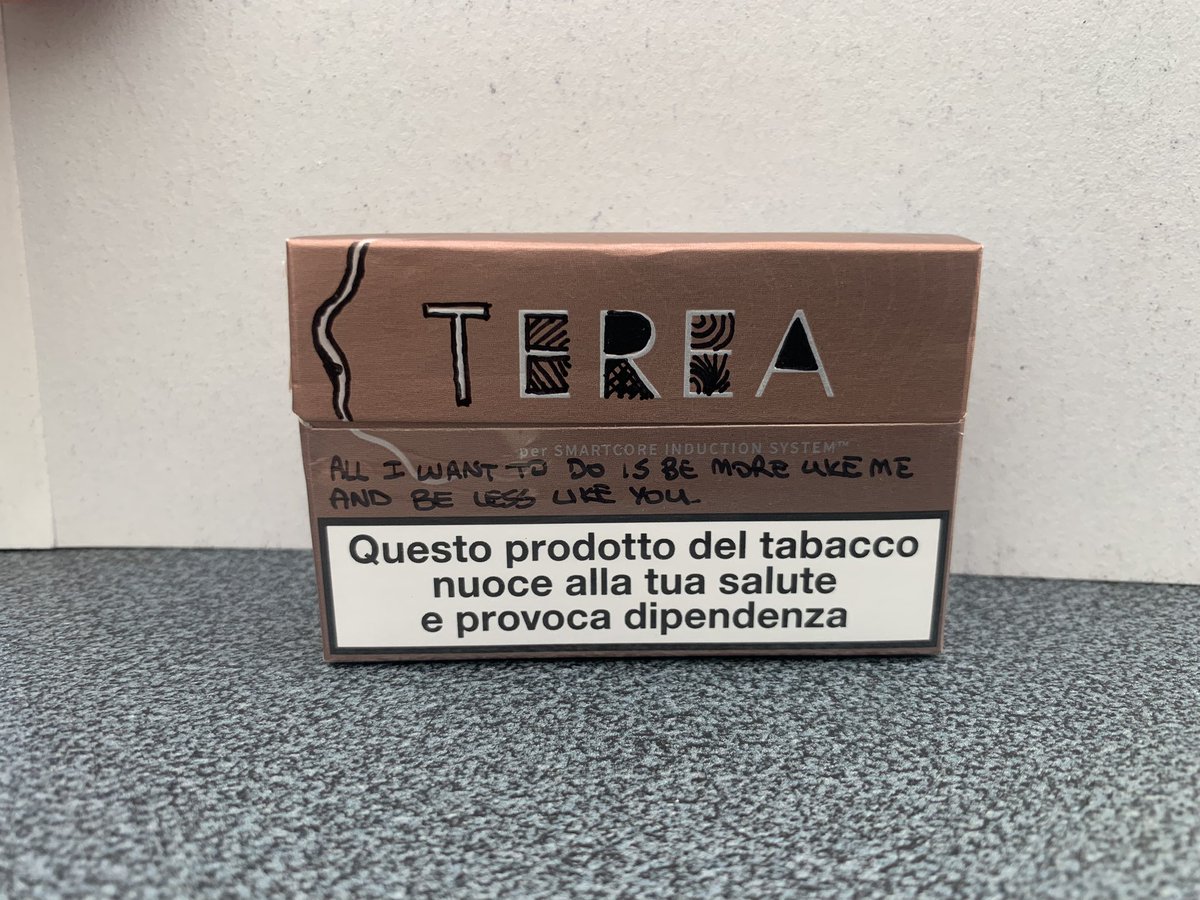 TEREA
per SMARTCORE INDUCTION SYSTEM™
ALL I WANT TO DO IS BE MORE LIKE ME
AND BE LESS LIKE YOU
Questo prodotto del tabacco
nuoce alla tua salute
e provoca dipendenza